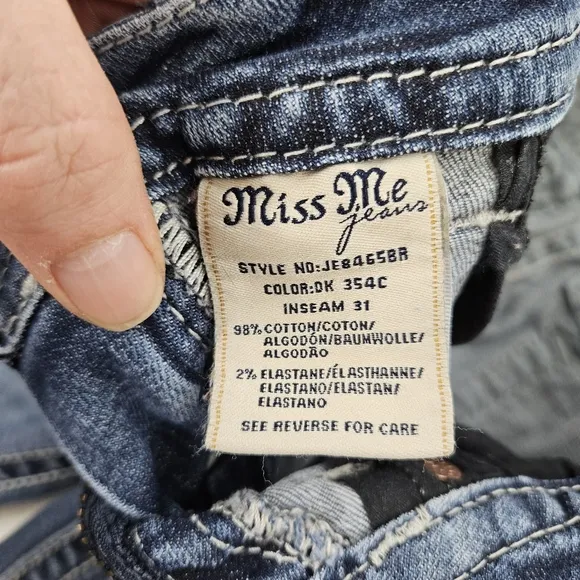 Miss Me
jeans
STYLE NO:JE8465BR
COLOR:DK 354C
INSEAM 31
98% COTTON/COTON/
ALGODÓN/BAUMWOLLE/
ALGODÃO
2% ELASTANE/ÉLASTHANNE/
ELASTANO/ELASTAN/
ELASTANO
SEE REVERSE FOR CARE